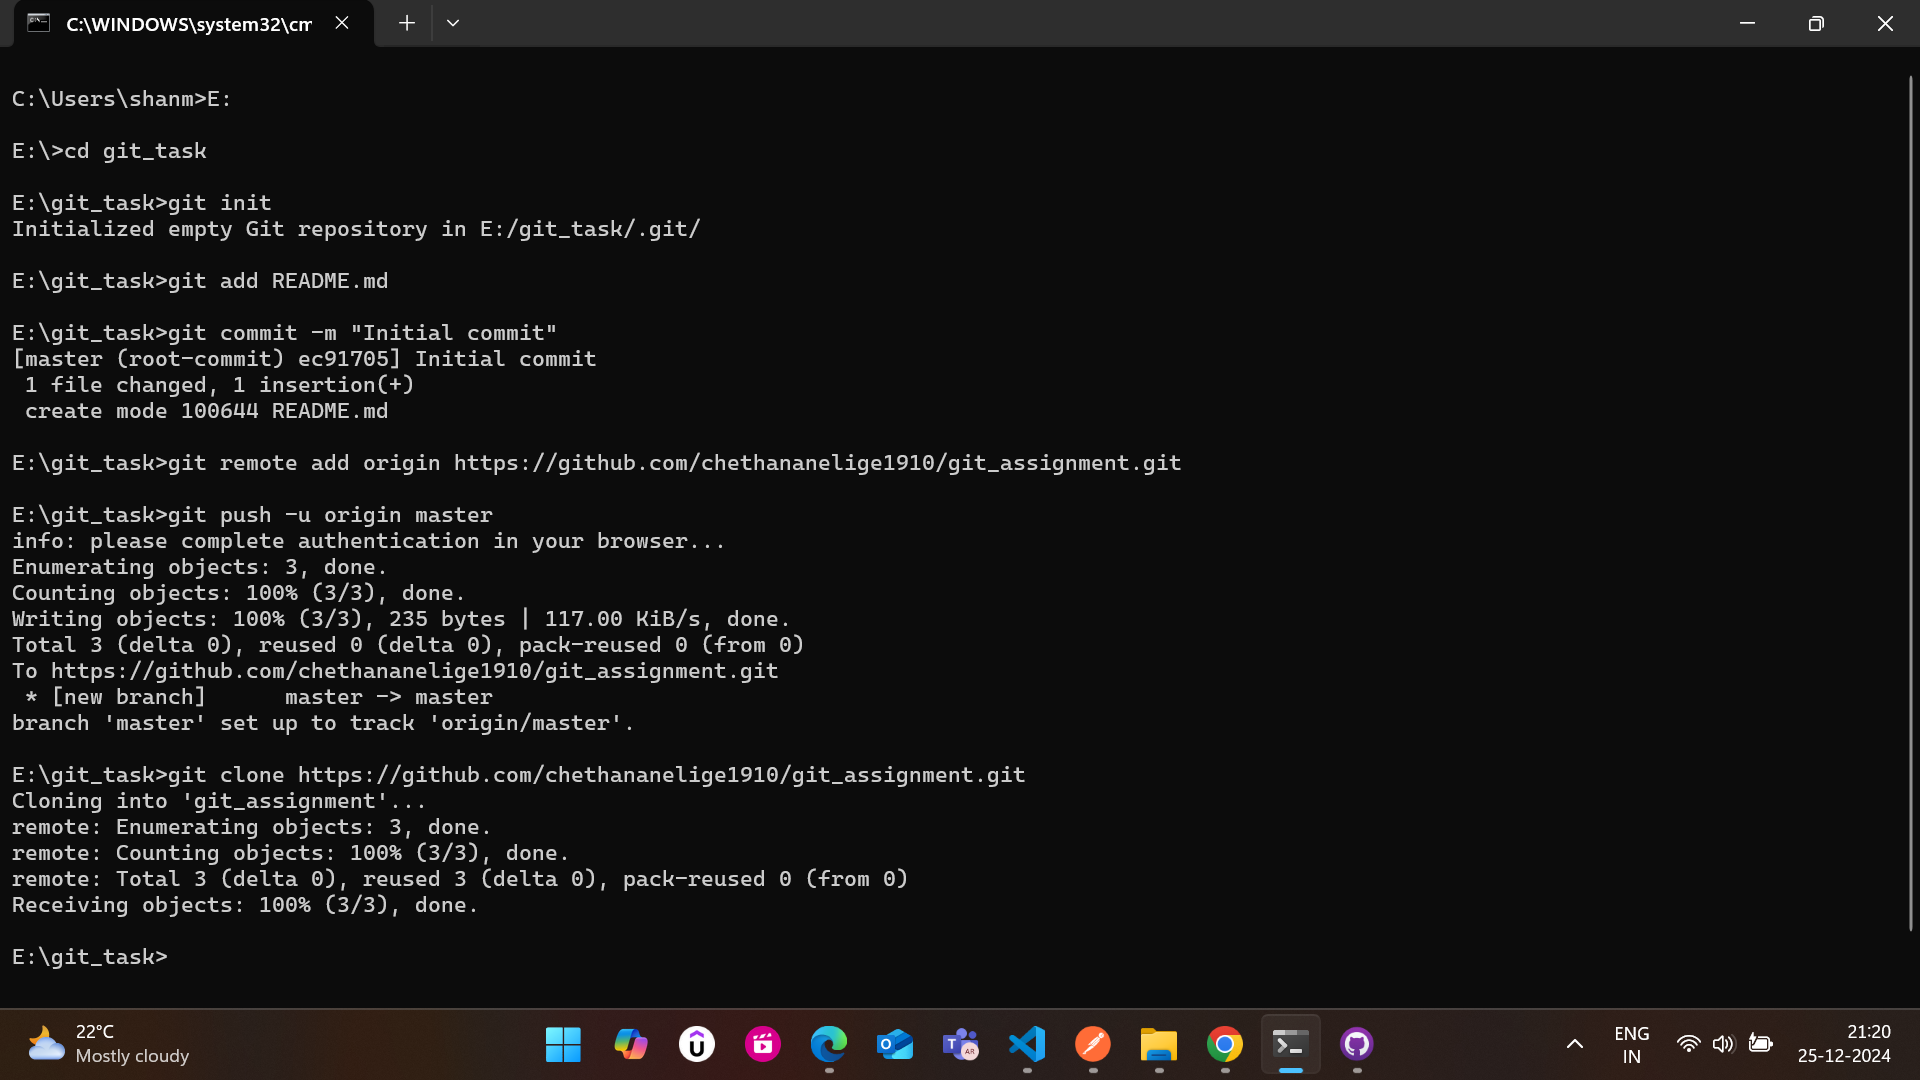 C:\WINDOWS\system32\cm
C:\Users\shanm>E:
E:\>cd git_task
E:\git_task>git init
Initialized empty Git repository in E:/git_task/.git/
E:\git_task>git add README.md
E:\git_task>git commit -m "Initial commit"
[master (root-commit) ec91705] Initial commit
 1 file changed, 1 insertion(+)
 create mode 100644 README.md
E:\git_task>git remote add origin https://github.com/chethananelige1910/git_assignment.git
E:\git_task>git push -u origin master
info: please complete authentication in your browser...
Enumerating objects: 3, done.
Counting objects: 100% (3/3), done.
Writing objects: 100% (3/3), 235 bytes | 117.00 KiB/s, done.
Total 3 (delta 0), reused 0 (delta 0), pack-reused 0 (from 0)
To https://github.com/chethananelige1910/git_assignment.git
 * [new branch]      master -> master
branch 'master' set up to track 'origin/master'.
E:\git_task>git clone https://github.com/chethananelige1910/git_assignment.git
Cloning into 'git_assignment'...
remote: Enumerating objects: 3, done.
remote: Counting objects: 100% (3/3), done.
remote: Total 3 (delta 0), reused 3 (delta 0), pack-reused 0 (from 0)
Receiving objects: 100% (3/3), done.
E:\git_task>
22°C
Mostly cloudy
AR
ENG
IN
21:20
25-12-2024